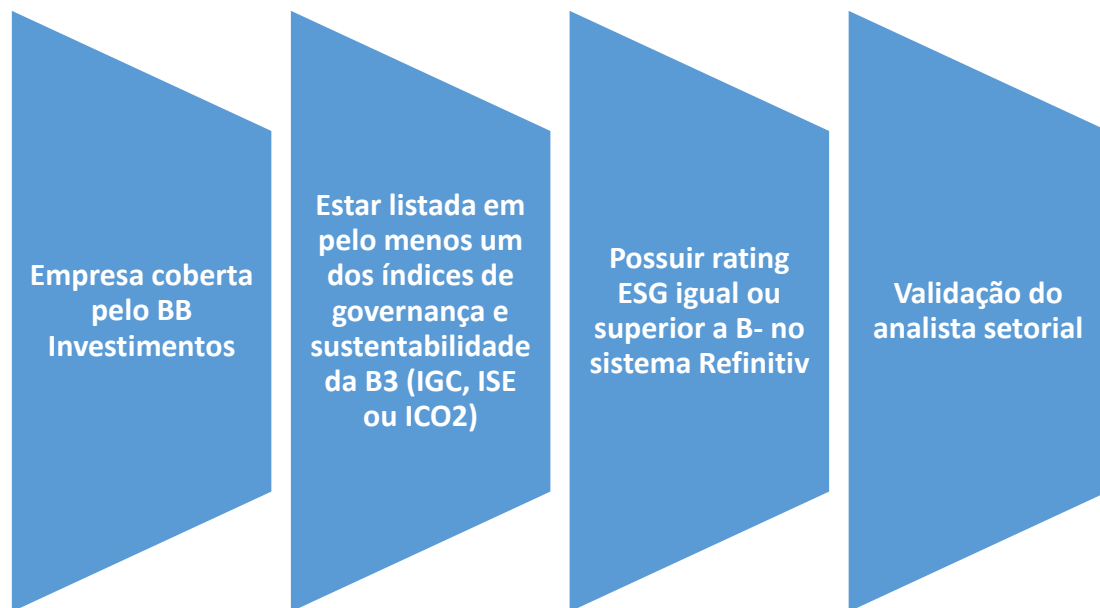 Empresa coberta
pelo BB
Investimentos
Estar listada em
pelo menos um
dos índices de
governança e
sustentabilidade
da B3 (IGC, ISE
ou ICO2)
Possuir rating
ESG igual ou
superior a B- no
sistema Refinitiv
Validação do
analista setorial